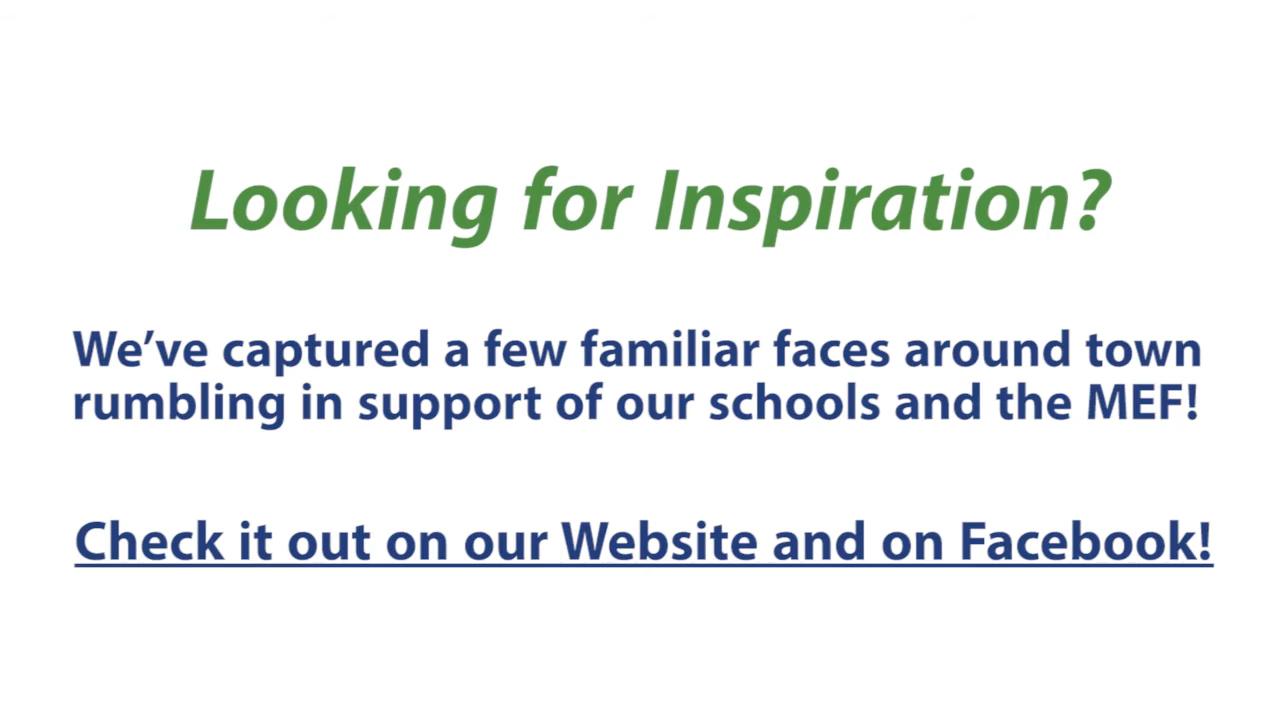 Looking for Inspiration?
We’ve captured a few familiar faces around town
rumbling in support of our schools and the MEF!
Check it out on our Website and on Facebook!